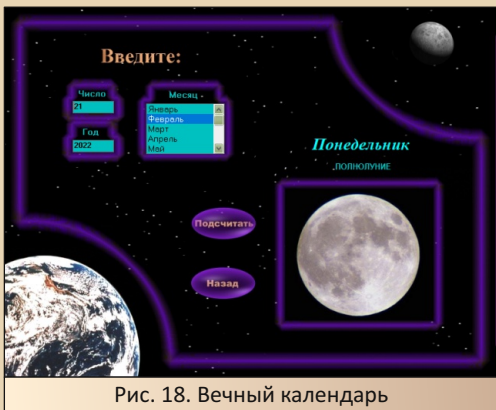 Введите:
Число
21
Год
2022
Месяц
Январь
Февраль
Март
Апрель
Май
Понедельник
ПОЛНОЛУНИЕ
Подсчитать
Назад
Рис. 18. Вечный календарь